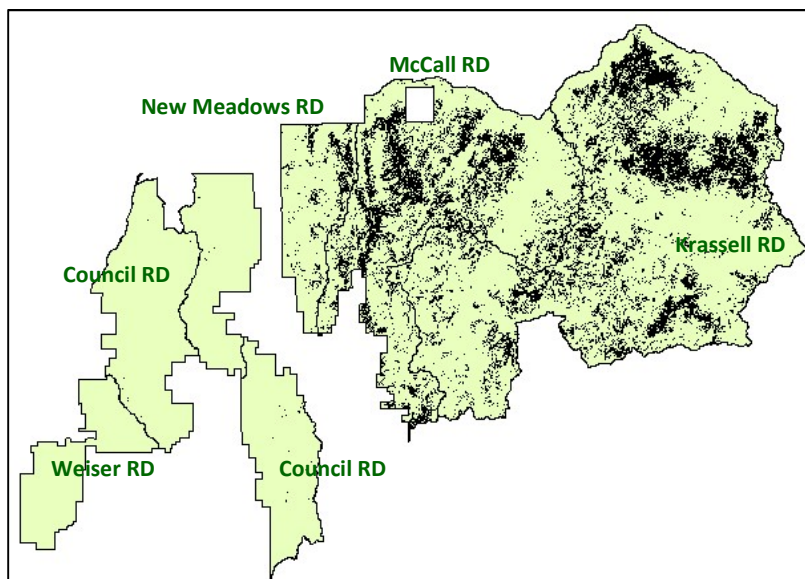 McCall RD
New Meadows RD
Krassell RD
Council RD
Weiser RD
Council RD